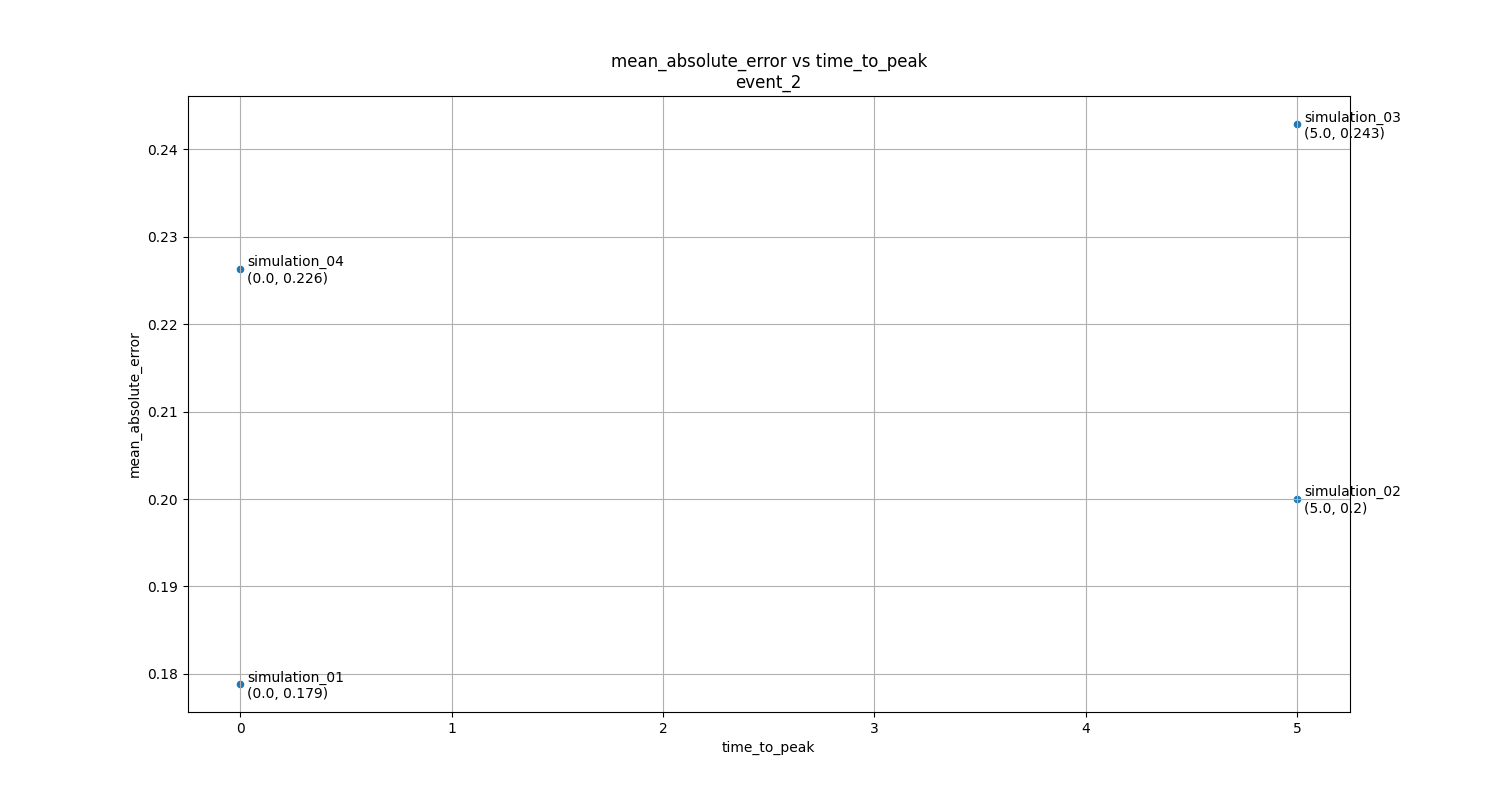 mean_absolute_error vs time_to_peak
event_2
simulation_03
(5.0, 0.243)
0.24
0.23
simulation_04
(0.0, 0.226)
0.22
mean_absolute_error
0.21
0.20
simulation_02
(5.0, 0.2)
0.19
0.18
simulation_01
(0.0, 0.179)
0 1 2 3 4 5
time_to_peak